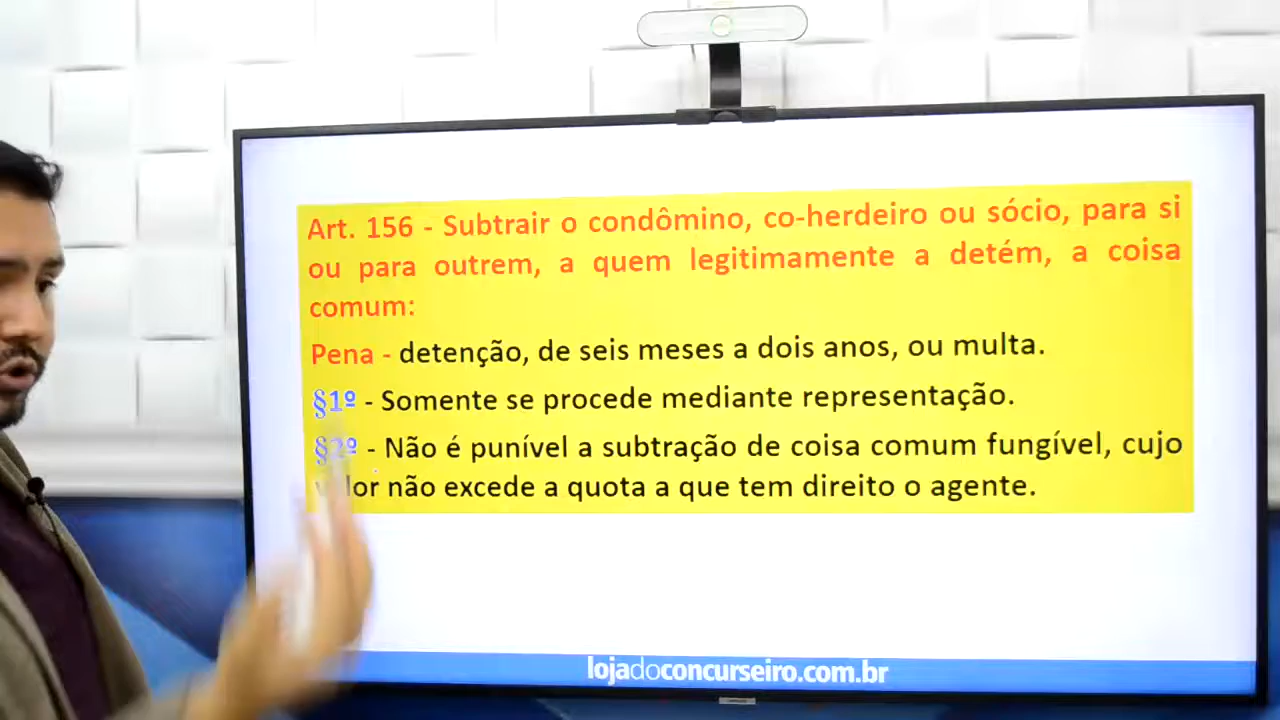 Art. 156 - Subtrair o condômino, co-herdeiro ou sócio, para si
ou para outrem, a quem legitimamente a detém, a coisa
comum:
Pena - detenção, de seis meses a dois anos, ou multa.
§1º - Somente se procede mediante representação.
§2º - Não é punível a subtração de coisa comum fungível, cujo
valor não excede a quota a que tem direito o agente.
lojadoconcurseiro.com.br